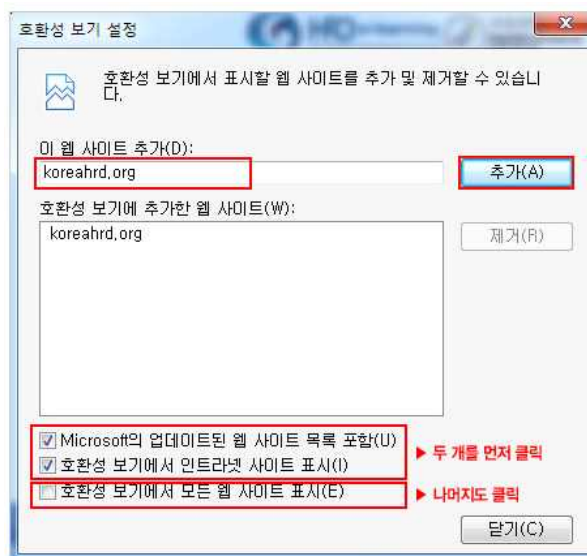 호환성 보기 설정
호환성 보기에서 표시할 웹 사이트를 추가 및 제거할 수 있습니
다.
이 웹 사이트 추가(D):
koreahrd.org
추가(A)
호환성 보기에 추가한 웹 사이트(W):
koreahrd.org
제거(R)
Microsoft의 업데이트된 웹 사이트 목록 포함(U)
호환성 보기에서 인트라넷 사이트 표시(I)
▶ 두 개를 먼저 클릭
호환성 보기에서 모든 웹 사이트 표시(E)
▶ 나머지도 클릭
닫기(C)